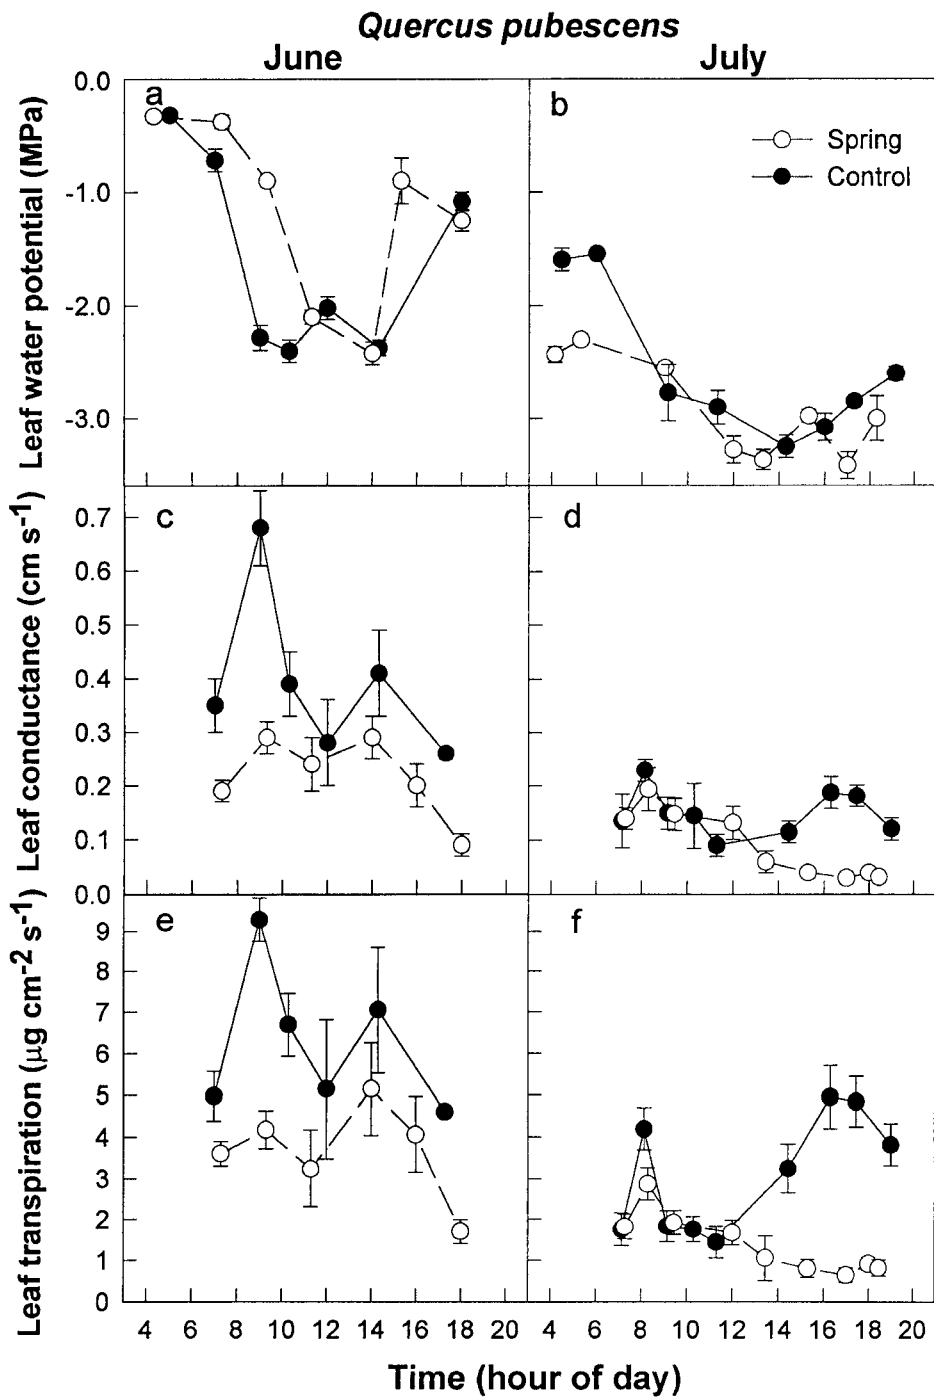 Quercus pubescens
June July
a
b
Spring
Control
Leaf water potential (MPa)
0.0
-1.0
-2.0
-3.0
c
d
Leaf conductance (cm s-1)
0.7
0.6
0.5
0.4
0.3
0.2
0.1
0.0
e
f
Leaf transpiration (μg cm-2 s-1)
9
8
7
6
5
4
3
2
1
0
4 6 8 10 12 14 16 18 4 6 8 10 12 14 16 18 20
Time (hour of day)